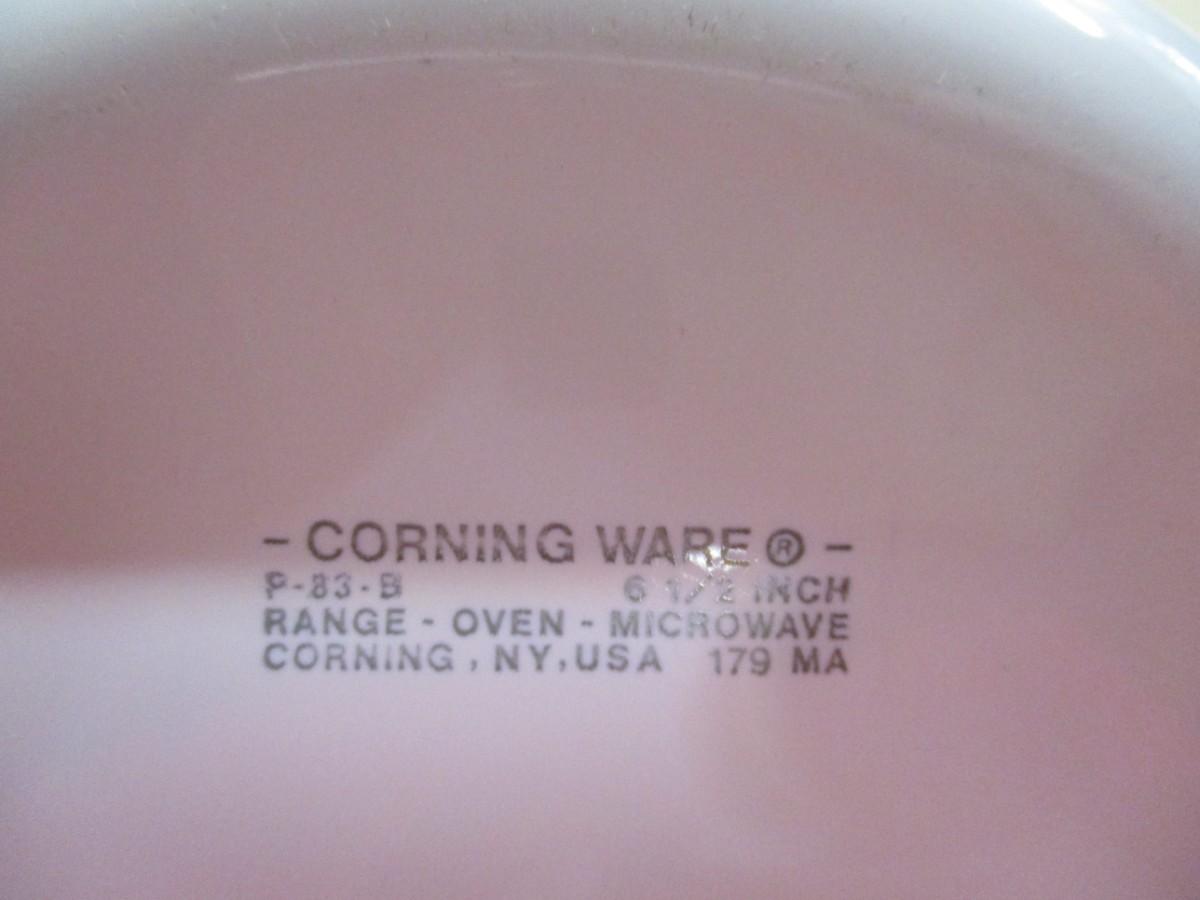 - CORNING WARE ® -
P-83-B 6 1/2 INCH
RANGE - OVEN - MICROWAVE
CORNING, NY, USA 179 MA